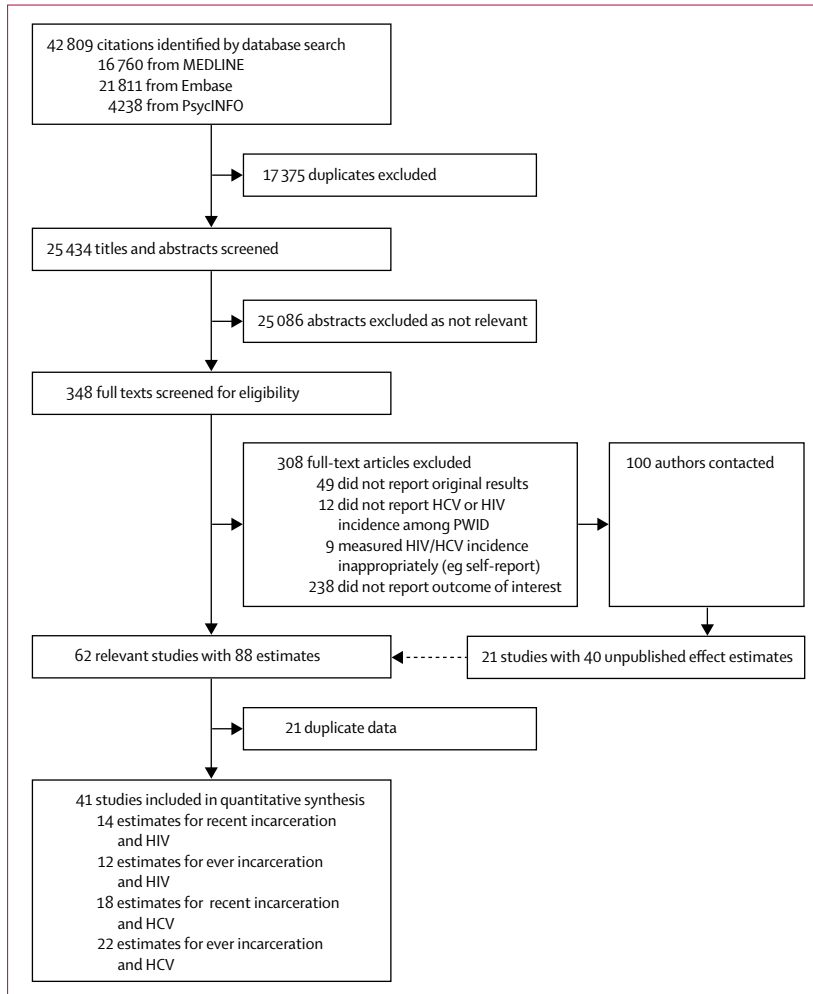 42 809 citations identified by database search
16 760 from MEDLINE
21 811 from Embase
4238 from PsycINFO
17 375 duplicates excluded
25 434 titles and abstracts screened
25 086 abstracts excluded as not relevant
348 full texts screened for eligibility
308 full-text articles excluded
49 did not report original results
12 did not report HCV or HIV
incidence among PWID
9 measured HIV/HCV incidence
inappropriately (eg self-report)
238 did not report outcome of interest
100 authors contacted
62 relevant studies with 88 estimates
21 studies with 40 unpublished effect estimates
21 duplicate data
41 studies included in quantitative synthesis
14 estimates for recent incarceration
and HIV
12 estimates for ever incarceration
and HIV
18 estimates for recent incarceration
and HCV
22 estimates for ever incarceration
and HCV